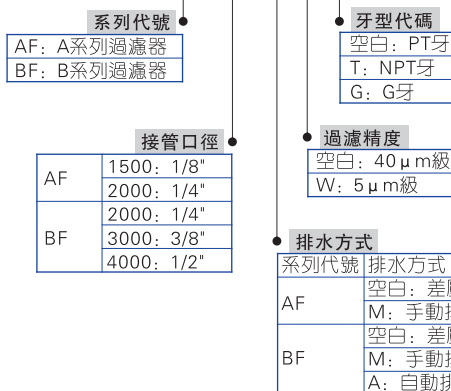 系列代號
AF: A系列過濾器
BF: B系列過濾器
牙型代碼
空白: PT牙
T: NPT牙
G: G牙
接管口徑
AF
1500: 1/8"
2000: 1/4"
BF
2000: 1/4"
3000: 3/8"
4000: 1/2"
過濾精度
空白: 40μm級
W: 5μm級
排水方式
系列代號 排水方式
AF
空白: 差
M: 手動
BF
空白: 差
M: 手動
A: 自動